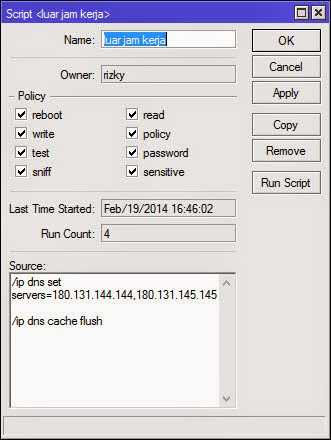 Script <luar jam kerja>
Name: luar jam kerja
OK
Owner: rizky
Cancel
Policy
Apply
reboot read
write policy
Copy
test password
Remove
sniff sensitive
Run Script
Last Time Started: Feb/19/2014 16:46:02
Run Count: 4
Source:
/ip dns set
servers=180.131.144.144,180.131.145.145
/ip dns cache flush